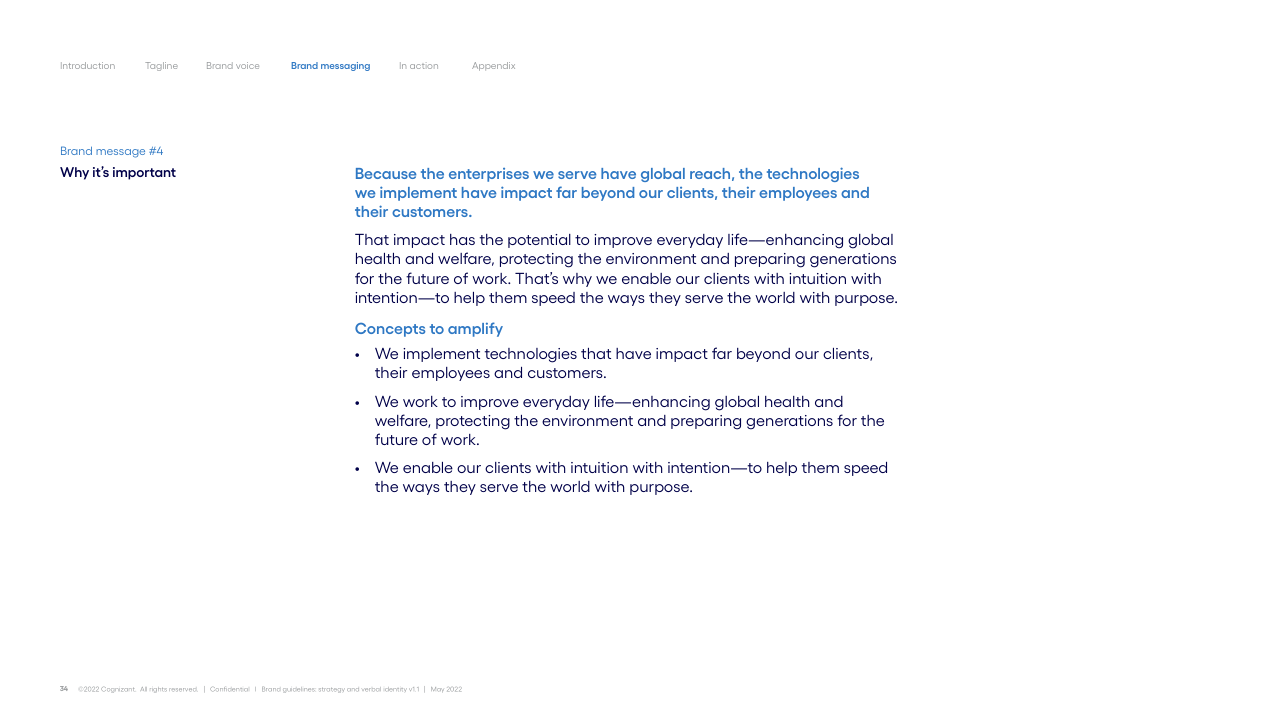 Introduction Tagline Brand voice Brand messaging In action Appendix
Brand message #4
Why it’s important
Because the enterprises we serve have global reach, the technologies
we implement have impact far beyond our clients, their employees and
their customers.
That impact has the potential to improve everyday life—enhancing global
health and welfare, protecting the environment and preparing generations
for the future of work. That’s why we enable our clients with intuition with
intention—to help them speed the ways they serve the world with purpose.
Concepts to amplify
• We implement technologies that have impact far beyond our clients,
their employees and customers.
• We work to improve everyday life—enhancing global health and
welfare, protecting the environment and preparing generations for the
future of work.
• We enable our clients with intuition with intention—to help them speed
the ways they serve the world with purpose.
34 ©2022 Cognizant. All rights reserved. | Confidential | Brand guidelines: strategy and verbal identity v1.1 | May 2022